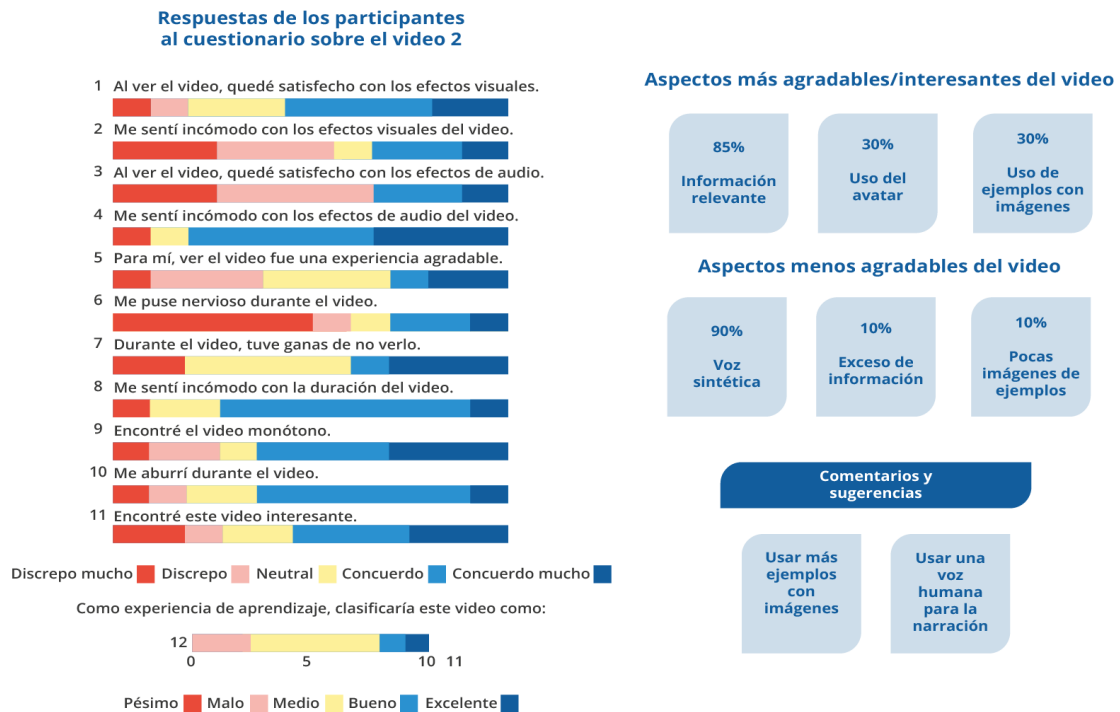 Respuestas de los participantes
al cuestionario sobre el video 2
1 Al ver el video, quedé satisfecho con los efectos visuales.
2 Me sentí incómodo con los efectos visuales del video.
3 Al ver el video, quedé satisfecho con los efectos de audio.
4 Me sentí incómodo con los efectos de audio del video.
5 Para mí, ver el video fue una experiencia agradable.
6 Me puse nervioso durante el video.
7 Durante el video, tuve ganas de no verlo.
8 Me sentí incómodo con la duración del video.
9 Encontré el video monótono.
10 Me aburrí durante el video.
11 Encontré este video interesante.
Discrepo mucho Discrepo Neutral Concuerdo Concuerdo mucho
Como experiencia de aprendizaje, clasificaría este video como:
12
0 5 10 11
Pésimo Malo Medio Bueno Excelente
Aspectos más agradables/interesantes del video
85%
Información
relevante
30%
Uso del
avatar
30%
Uso de
ejemplos con
imágenes
Aspectos menos agradables del video
90%
Voz
sintética
10%
Exceso de
información
10%
Pocas
imágenes de
ejemplos
Comentarios y
sugerencias
Usar más
ejemplos
con
imágenes
Usar una
voz
humana
para la
narración